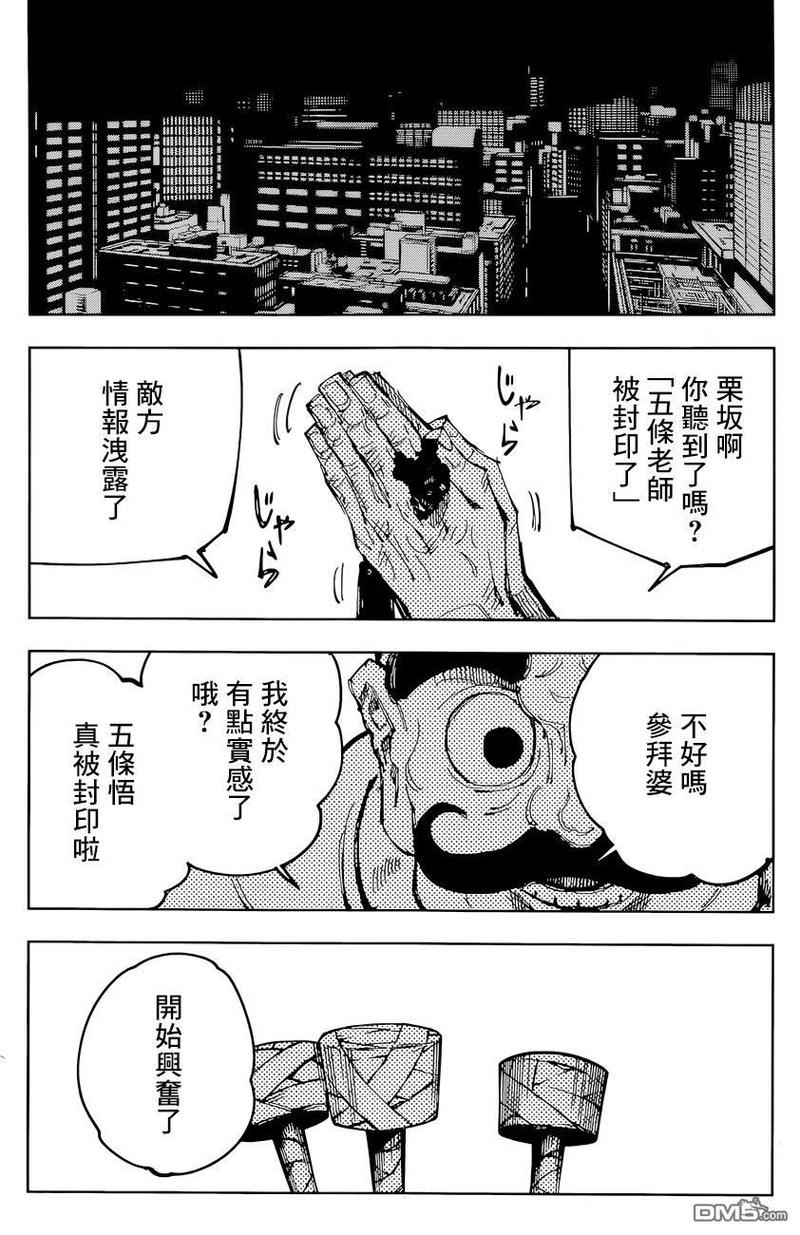 栗坂啊
你聽到了嗎？
「五條老師
被封印了」
じゃら
じゃら
敵方
情報洩露了
不好嗎
參拜婆
我終於
有點實感了
哦？
五條悟
真被封印啦
開始興奮了
DM5.com